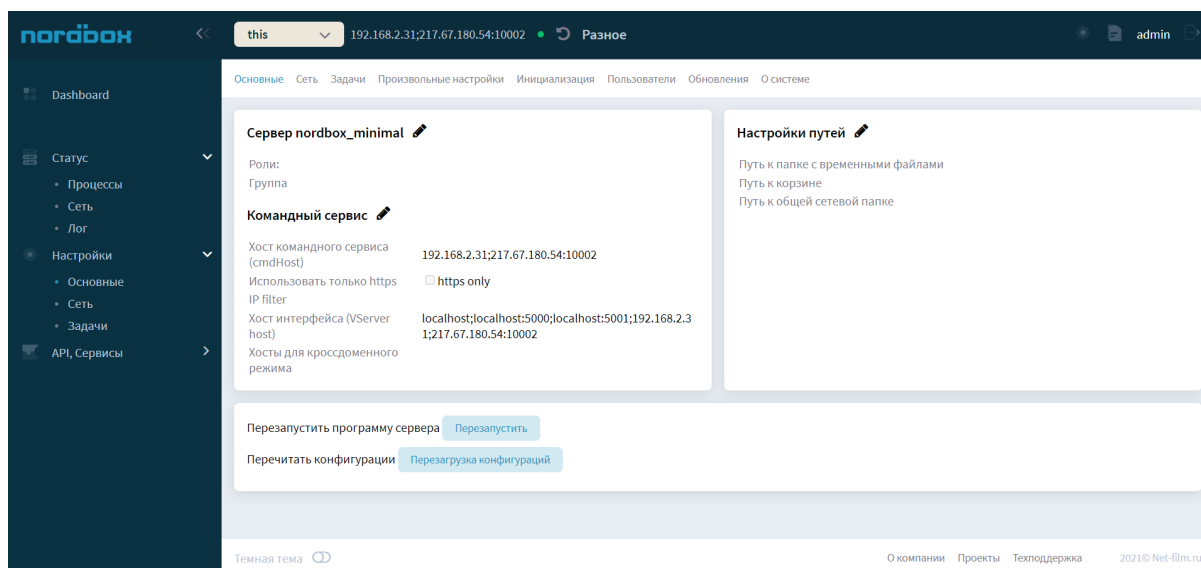 nordbox
this
192.168.2.31;217.67.180.54:10002
Разное
admin
Dashboard
Статус
Процессы
Сеть
Лог
Настройки
Основные
Сеть
Задачи
API, Сервисы
Основные Сеть Задачи Произвольные настройки Инициализация Пользователи Обновления О системе
Сервер nordbox_minimal
Роли:
Группа
Командный сервис
Хост командного сервиса
(cmdHost)
192.168.2.31;217.67.180.54:10002
Использовать только https
https only
IP filter
Хост интерфейса (VServer
host)
localhost;localhost:5000;localhost:5001;192.168.2.3
1;217.67.180.54:10002
Хосты для кроссдоменного
режима
Настройки путей
Путь к папке с временными файлами
Путь к корзине
Путь к общей сетевой папке
Перезапустить программу сервера Перезапустить
Перечитать конфигурации Перезагрузка конфигураций
Темная тема
О компании Проекты Техподдержка 2021© Net-film.ru